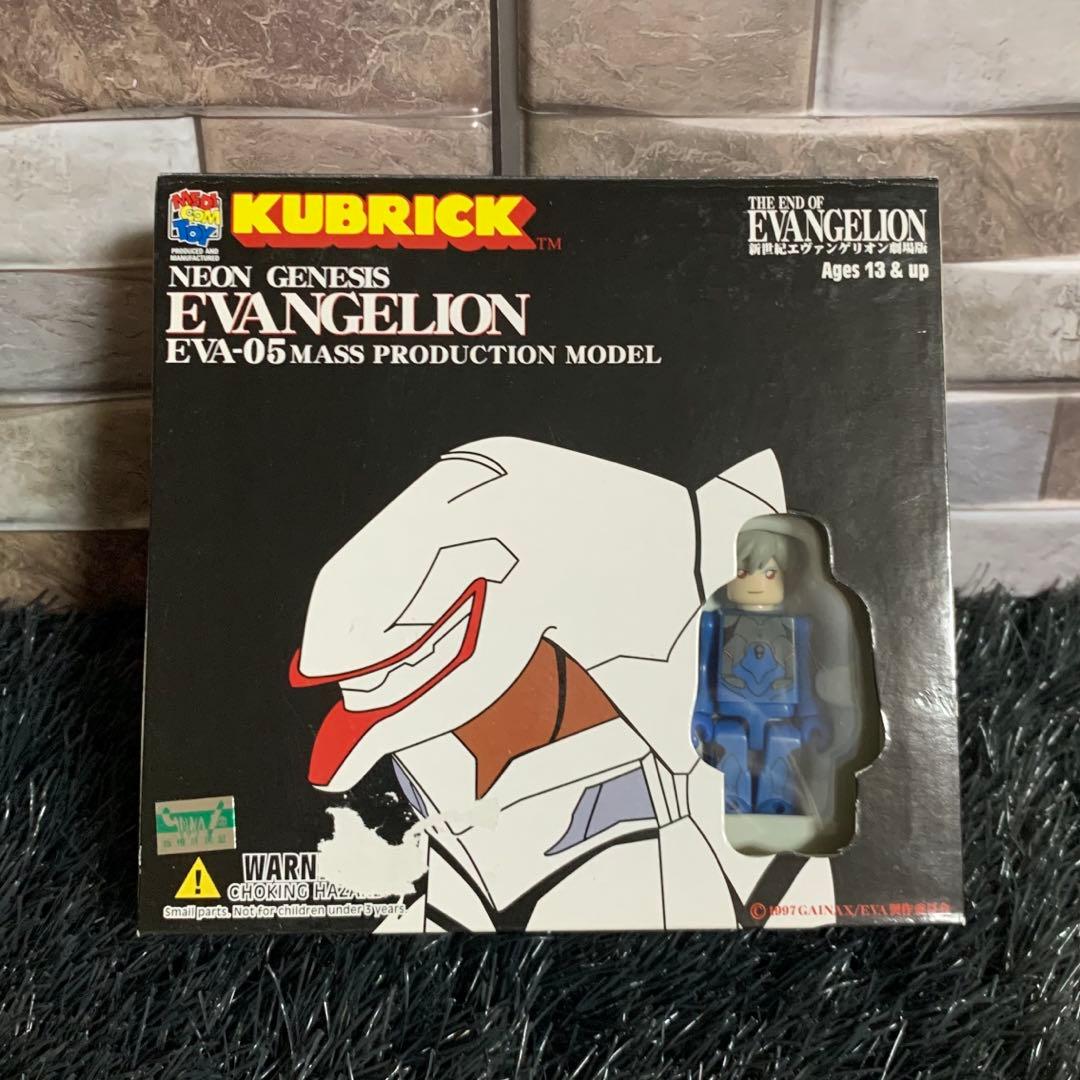 MEDI
COM
TOY
PRODUCED AND
MANUFACTURED
KUBRICK TM
NEON GENESIS
EVANGELION
EVA-05 MASS PRODUCTION MODEL
THE END OF
EVANGELION
新世紀エヴァンゲリオン劇場版
Ages 13 & up
WARN
CHOKING
Small parts. Not for children under 3 years.
©1997 GAINAX/EVA製作委員会